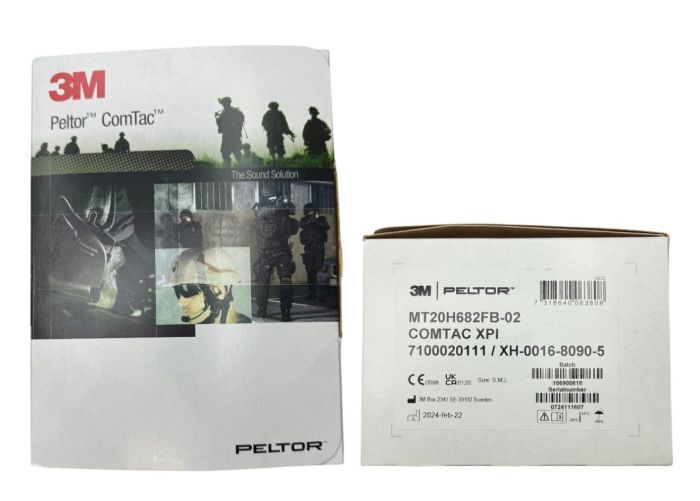 3M
Peltor™ ComTac™
The Sound Solution
PELTOR™
3M | PELTOR™
7 318640 063808
MT20H682FB-02
COMTAC XPI
7100020111 / XH-0016-8090-5
Batch
106900610
Serialnumber
0724111607
CE 0598 UK CA 0120 Size: S,M,L
3M Box 2341 SE-33102 Sweden
2024-feb-22